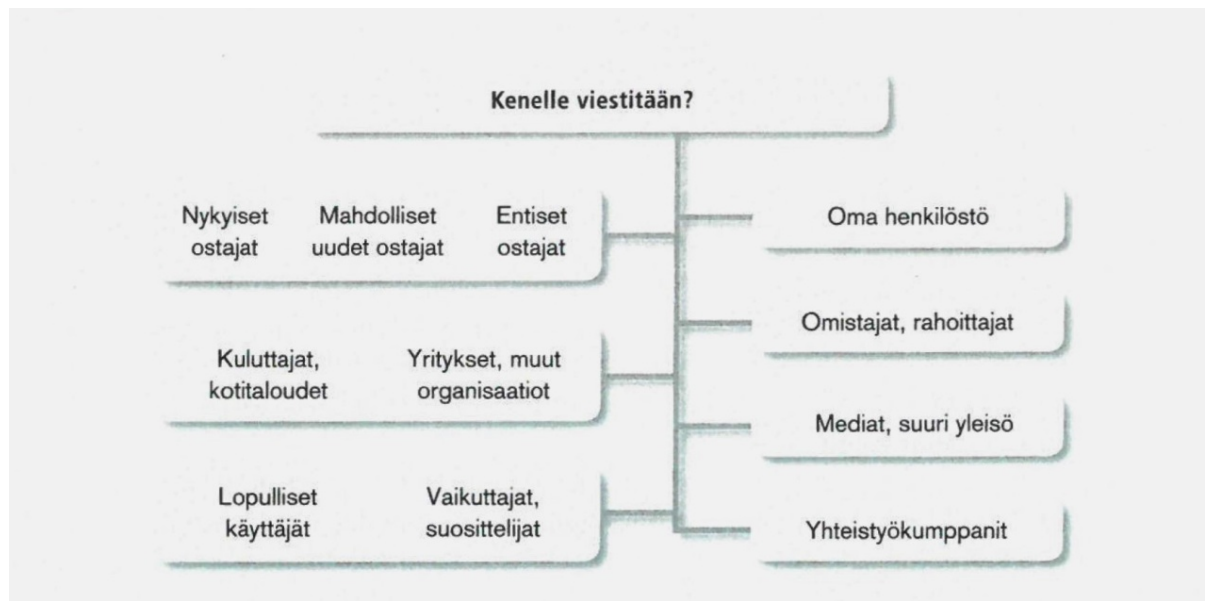 Kenelle viestitään?
Nykyiset
ostajat
Mahdolliset
uudet ostajat
Entiset
ostajat
Kuluttajat,
kotitaloudet
Yritykset, muut
organisaatiot
Lopulliset
käyttäjät
Vaikuttajat,
suosittelijat
Oma henkilöstö
Omistajat, rahoittajat
Mediat, suuri yleisö
Yhteistyökumppanit